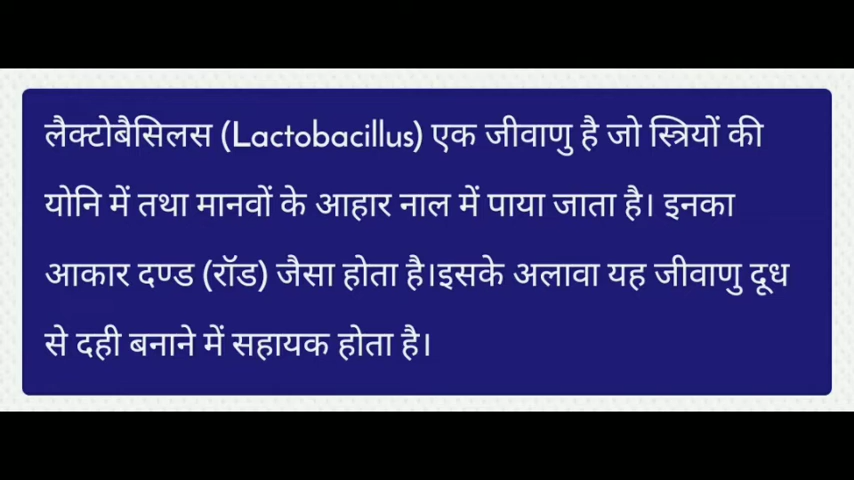 लैक्टोबैसिलस (Lactobacillus) एक जीवाणु है जो स्त्रियों की
योनि में तथा मानवों के आहार नाल में पाया जाता है। इनका
आकार दण्ड (रॉड) जैसा होता है।इसके अलावा यह जीवाणु दूध
से दही बनाने में सहायक होता है।